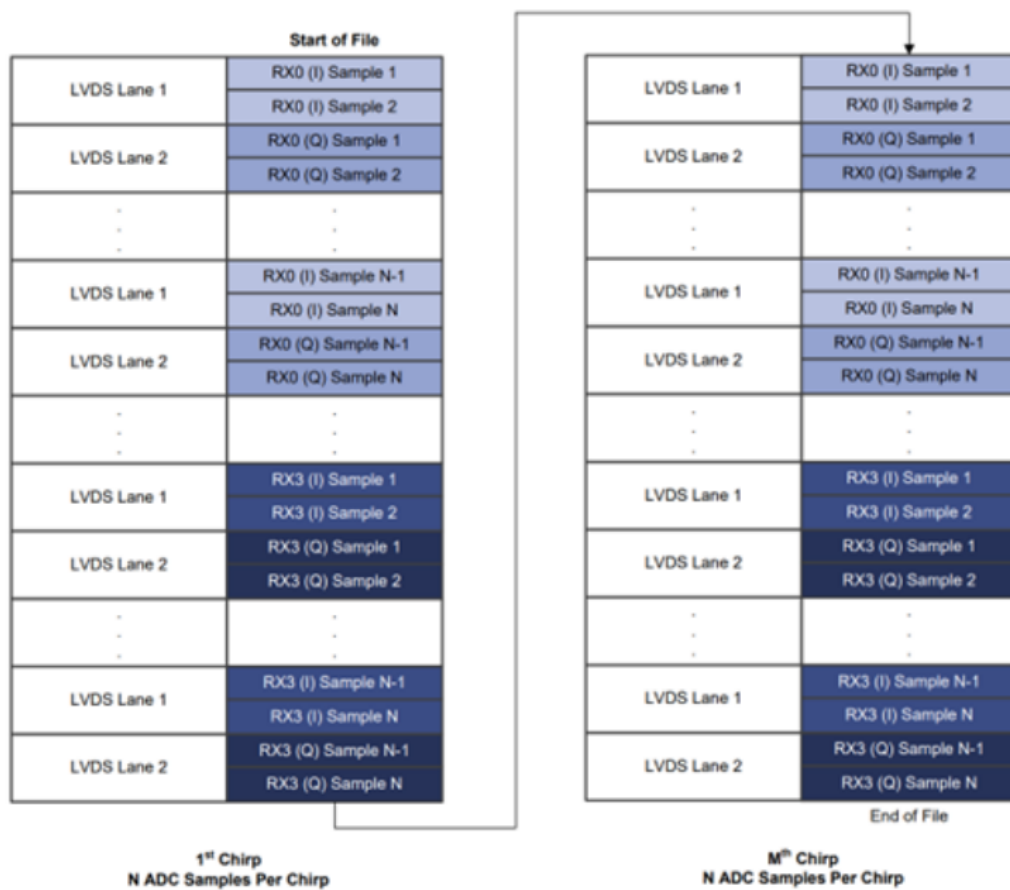 Start of File
LVDS Lane 1
RX0 (I) Sample 1
RX0 (I) Sample 2
LVDS Lane 2
RX0 (Q) Sample 1
RX0 (Q) Sample 2
LVDS Lane 1
RX0 (I) Sample N-1
RX0 (I) Sample N
LVDS Lane 2
RX0 (Q) Sample N-1
RX0 (Q) Sample N
LVDS Lane 1
RX3 (I) Sample 1
RX3 (I) Sample 2
LVDS Lane 2
RX3 (Q) Sample 1
RX3 (Q) Sample 2
LVDS Lane 1
RX3 (I) Sample N-1
RX3 (I) Sample N
LVDS Lane 2
RX3 (Q) Sample N-1
RX3 (Q) Sample N
1st Chirp
N ADC Samples Per Chirp
LVDS Lane 1
RX0 (I) Sample 1
RX0 (I) Sample 2
LVDS Lane 2
RX0 (Q) Sample 1
RX0 (Q) Sample 2
LVDS Lane 1
RX0 (I) Sample N-1
RX0 (I) Sample N
LVDS Lane 2
RX0 (Q) Sample N-1
RX0 (Q) Sample N
LVDS Lane 1
RX3 (I) Sample 1
RX3 (I) Sample 2
LVDS Lane 2
RX3 (Q) Sample 1
RX3 (Q) Sample 2
LVDS Lane 1
RX3 (I) Sample N-1
RX3 (I) Sample N
LVDS Lane 2
RX3 (Q) Sample N-1
RX3 (Q) Sample N
End of File
Mth Chirp
N ADC Samples Per Chirp